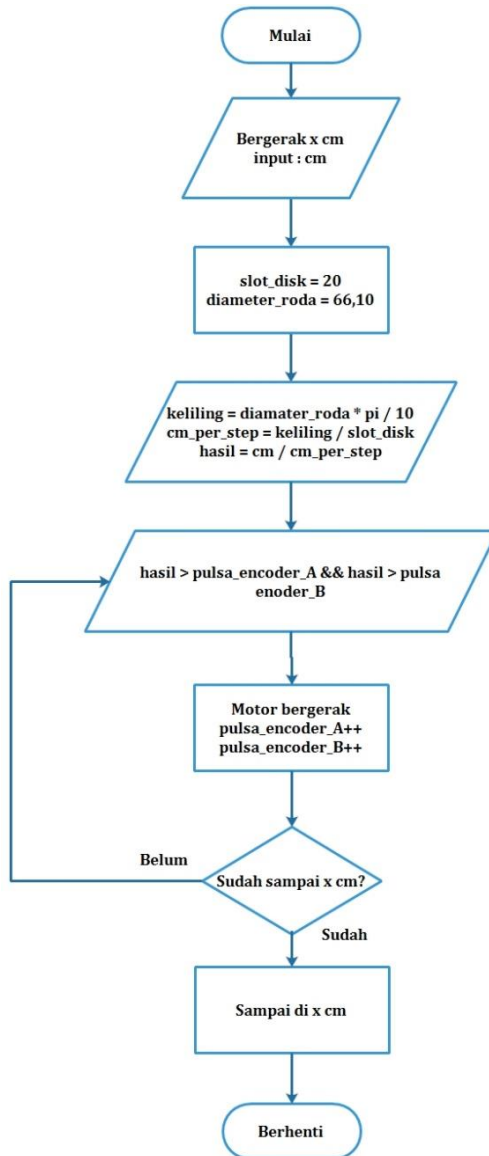 Mulai
Bergerak x cm
input : cm
slot_disk = 20
diameter_roda = 66,10
keliling = diamater_roda * pi / 10
cm_per_step = keliling / slot_disk
hasil = cm / cm_per_step
hasil > pulsa_encoder_A && hasil > pulsa
enoder_B
Motor bergerak
pulsa_encoder_A++
pulsa_encoder_B++
Belum
Sudah sampai x cm?
Sudah
Sampai di x cm
Berhenti